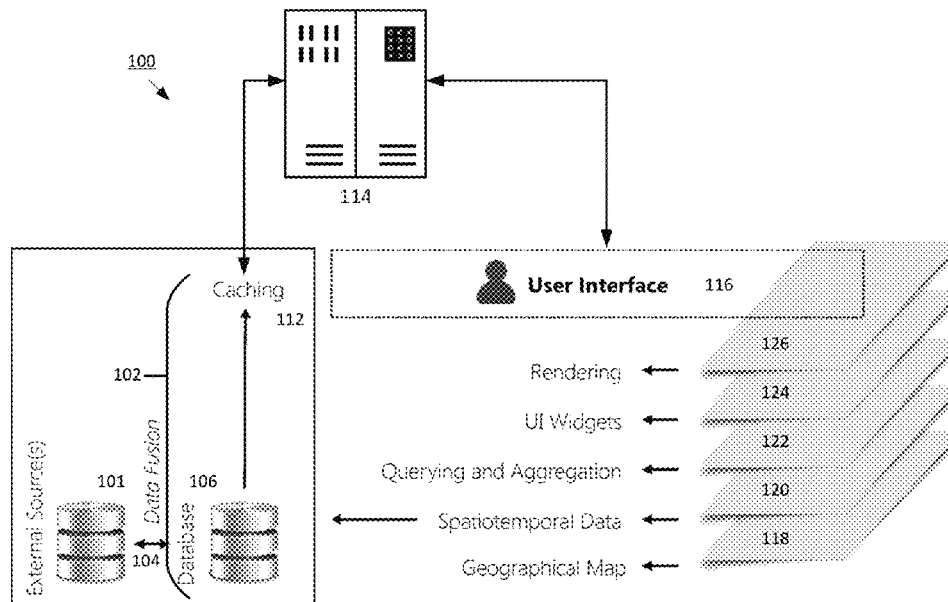 100
114
Caching
112
User Interface 116
102
126
Rendering
124
UI Widgets
122
Querying and Aggregation
External Source(s)
101
Data Fusion
104
Database
106
120
Spatiotemporal Data
118
Geographical Map